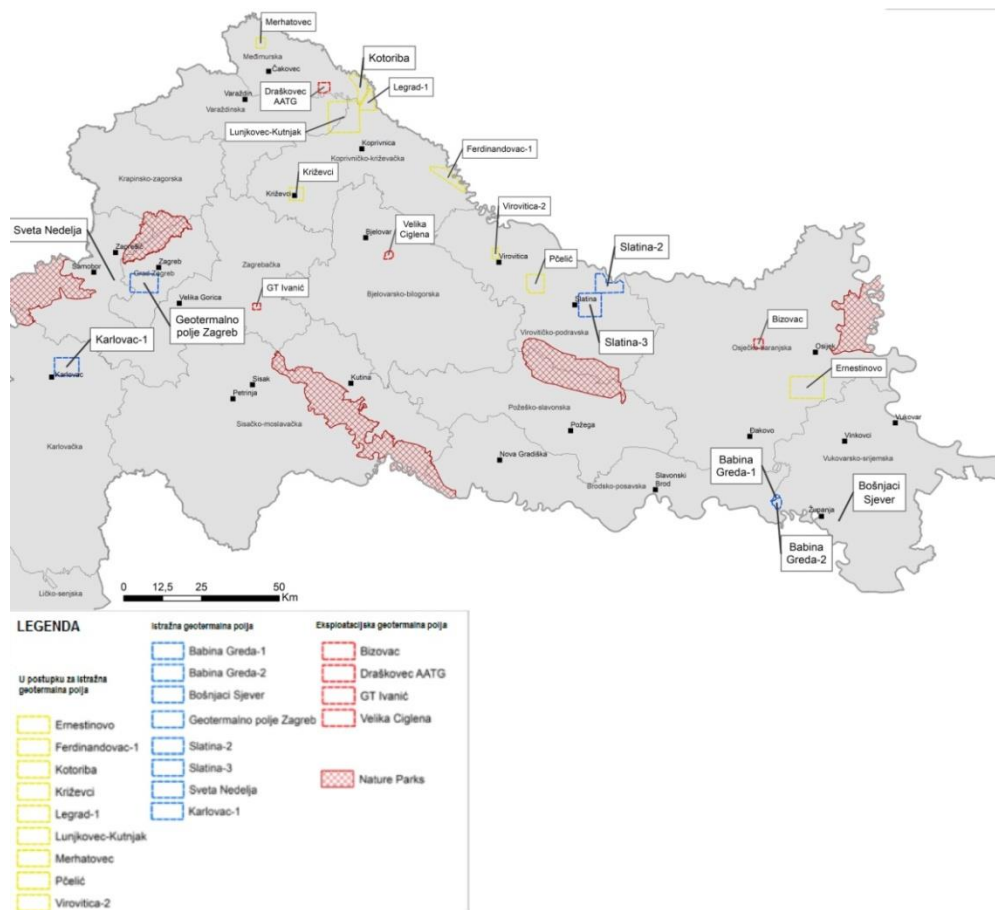 Merhatovec
Međimurska
Čakovec
Kotoriba
Draškovec
AATG
Legrad-1
Varaždin
Varaždinska
Lunjkovec-Kutnjak
Koprivnica
Koprivničko-križevačka
Ferdinandovac-1
Krapinsko-zagorska
Križevci
Križevci
Virovitica-2
Sveta Nedelja
Bjelovar
Velika
Ciglena
Zaprešić
Zagreb
Samobor
Grad Zagreb
Zagrebačka
Virovitica
Pčelić
Slatina-2
Bjelovarsko-bilogorska
Velika Gorica
GT Ivanić
Geotermalno
polje Zagreb
Slatina
Virovitičko-podravska
Slatina-3
Bizovac
Osječko-baranjska
Osijek
Karlovac-1
Karlovac
Sisak
Petrinja
Kutina
Ernestinovo
Sisačko-moslavačka
Požeško-slavonska
Požega
Karlovačka
Nova Gradiška
Đakovo
Vinkovci
Vukovar
Vukovarsko-srijemska
Babina
Greda-1
Bošnjaci
Sjever
Brodsko-posavska
Slavonski
Brod
Županja
Babina
Greda-2
Ličko-senjska
0 12,5 25 50
Km
LEGENDA
U postupku za istražna
geotermalna polja
Ernestinovo
Ferdinandovac-1
Kotoriba
Križevci
Legrad-1
Lunjkovec-Kutnjak
Merhatovec
Pčelić
Virovitica-2
Istražna geotermalna polja
Babina Greda-1
Babina Greda-2
Bošnjaci Sjever
Geotermalno polje Zagreb
Slatina-2
Slatina-3
Sveta Nedelja
Karlovac-1
Eksploatacijska geotermalna polja
Bizovac
Draškovec AATG
GT Ivanić
Velika Ciglena
Nature Parks